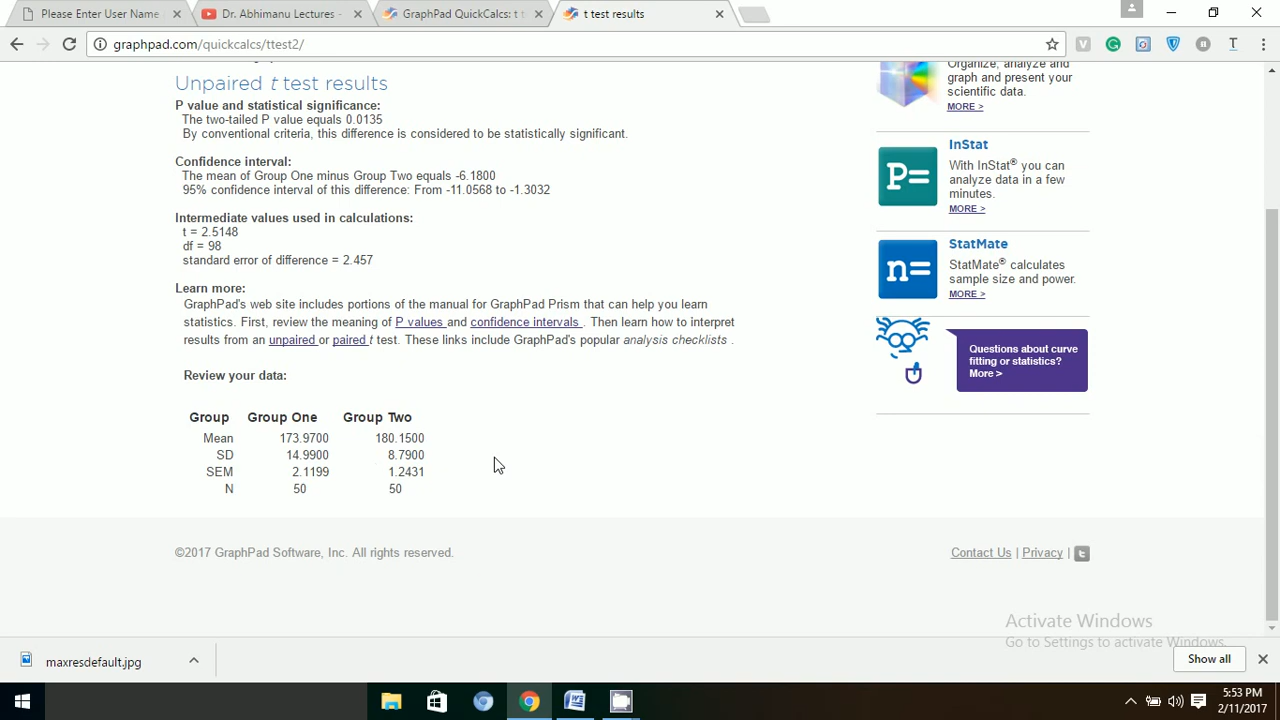 Please Enter User Name
Dr. Abhimanu Lectures -
GraphPad QuickCalcs: t t
t test results
graphpad.com/quickcalcs/ttest2/
Unpaired t test results
P value and statistical significance:
The two-tailed P value equals 0.0135
By conventional criteria, this difference is considered to be statistically significant.
Confidence interval:
The mean of Group One minus Group Two equals -6.1800
95% confidence interval of this difference: From -11.0568 to -1.3032
Intermediate values used in calculations:
t = 2.5148
df = 98
standard error of difference = 2.457
Learn more:
GraphPad's web site includes portions of the manual for GraphPad Prism that can help you learn
statistics. First, review the meaning of P values and confidence intervals . Then learn how to interpret
results from an unpaired or paired t test. These links include GraphPad's popular analysis checklists .
Review your data:
Group Group One Group Two
Mean 173.9700 180.1500
SD 14.9900 8.7900
SEM 2.1199 1.2431
N 50 50
Organize, analyze and
graph and present your
scientific data.
MORE >
P=
InStat
With InStat® you can
analyze data in a few
minutes.
MORE >
n=
StatMate
StatMate® calculates
sample size and power.
MORE >
Questions about curve
fitting or statistics?
More >
©2017 GraphPad Software, Inc. All rights reserved.
Contact Us | Privacy |
Activate Windows
Go to Settings to activate Windows.
maxresdefault.jpg
Show all
5:53 PM
2/11/2017